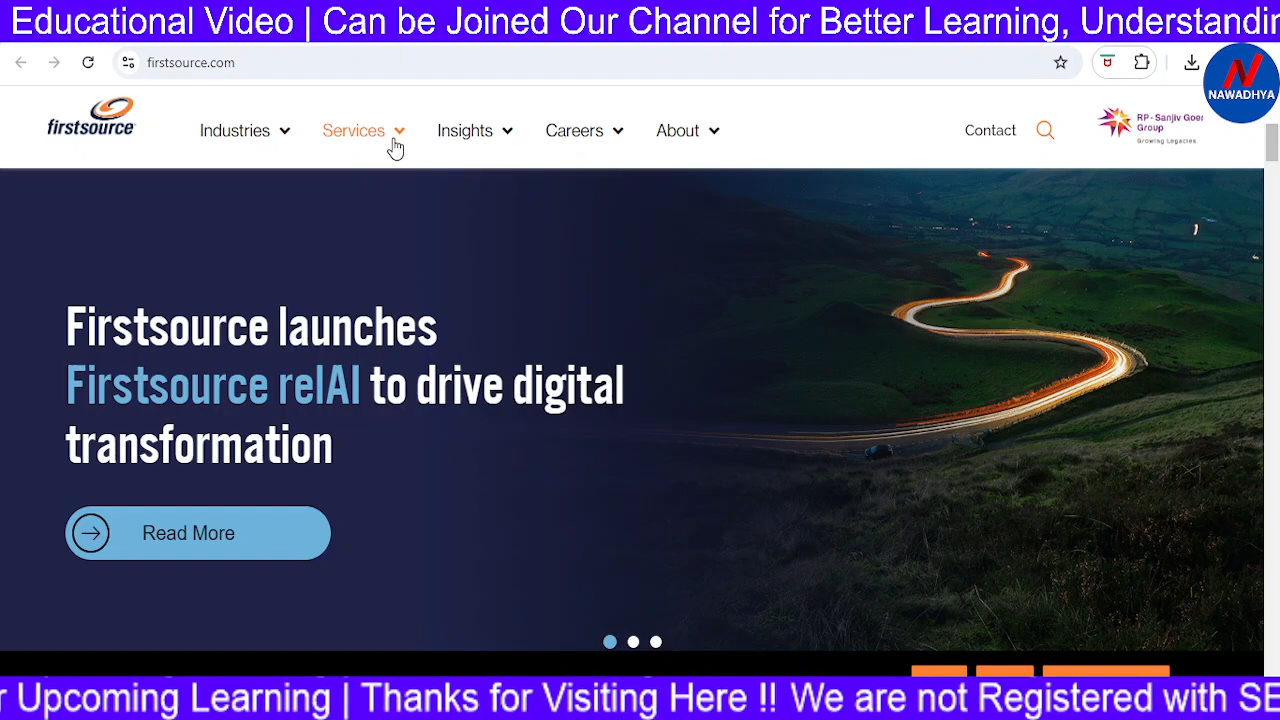 Educational Video | Can be Joined Our Channel for Better Learning, Understandin
firstsource.com
NAWADHYA
firstsource
Industries
Services
Insights
Careers
About
Contact
RP - Sanjiv Goe
Group
Growing Legacies
Firstsource launches
Firstsource relAI to drive digital
transformation
Read More
r Upcoming Learning | Thanks for Visiting Here !! We are not Registered with SE